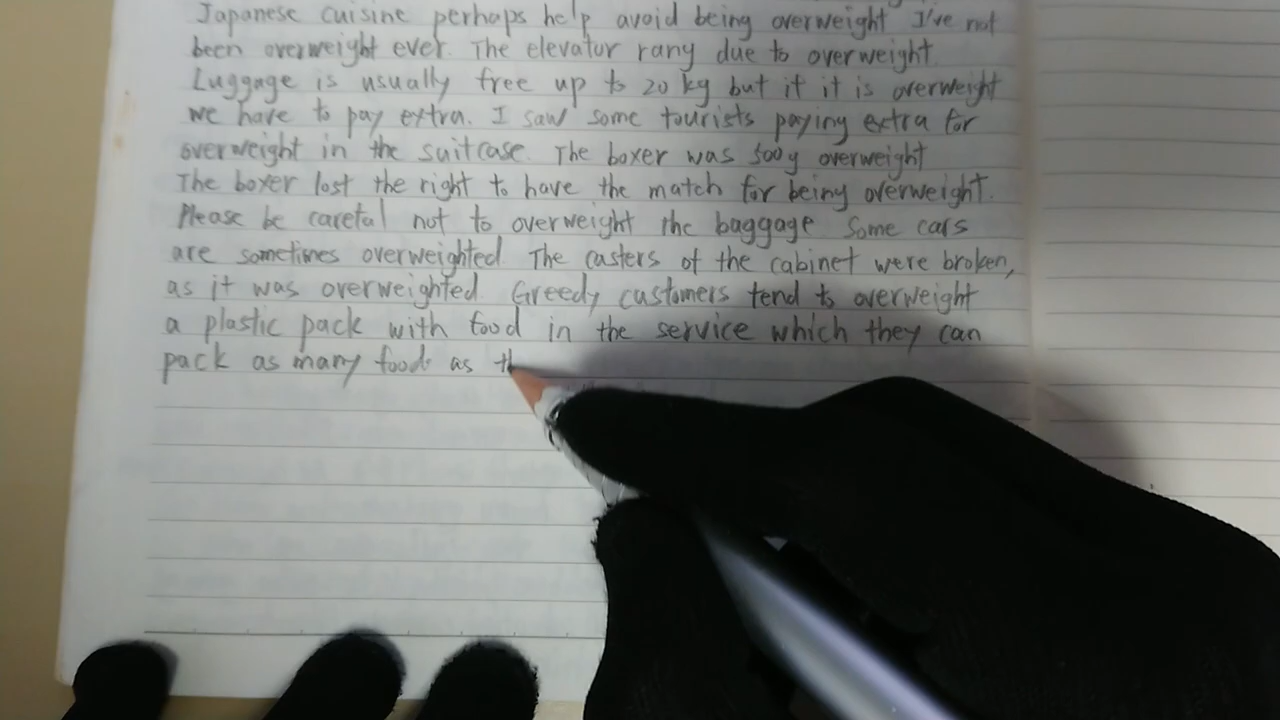 Japanese cuisine perhaps help avoid being overweight I've not
been overweight ever. The elevator rang due to overweight.
Luggage is usually free up to 20 kg but if it is overweight
we have to pay extra. I saw some tourists paying extra for
overweight in the suitcase. The boxer was 500g overweight
The boxer lost the right to have the match for being overweight.
Please be careful not to overweight the baggage Some cars
are sometimes overweighted. The casters of the cabinet were broken,
as it was overweighted Greedy customers tend to overweight
a plastic pack with food in the service which they can
pack as many foods as th